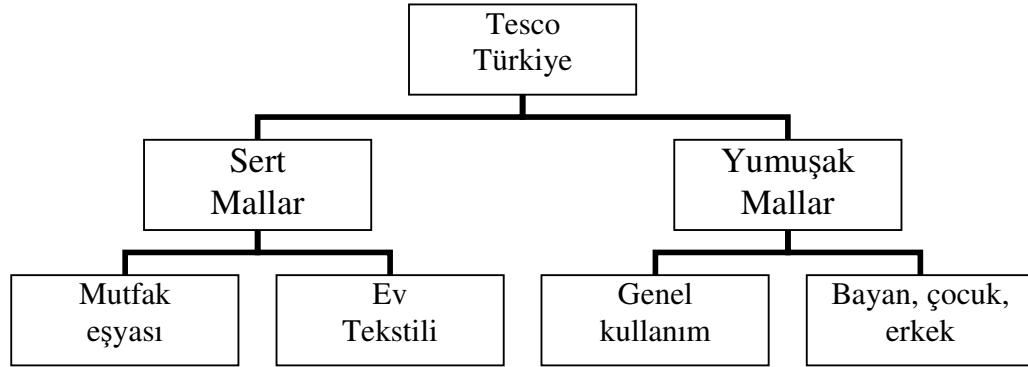 Tesco
Türkiye
Sert
Mallar
Yumuşak
Mallar
Mutfak
eşyası
Ev
Tekstili
Genel
kullanım
Bayan, çocuk,
erkek